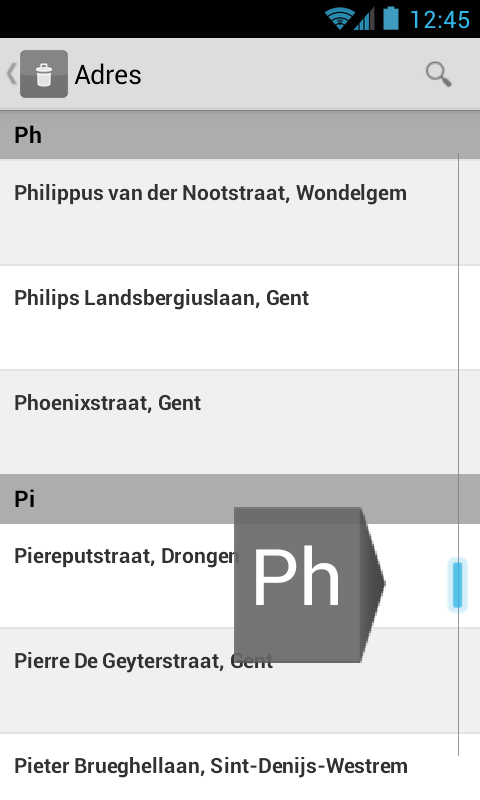 12:45
Adres
Ph
Philippus van der Nootstraat, Wondelgem
Philips Landsbergiuslaan, Gent
Phoenixstraat, Gent
Pi
Piereputstraat, Drongen
Ph
Pierre De Geyterstraat, Gent
Pieter Brueghellaan, Sint-Denijs-Westrem